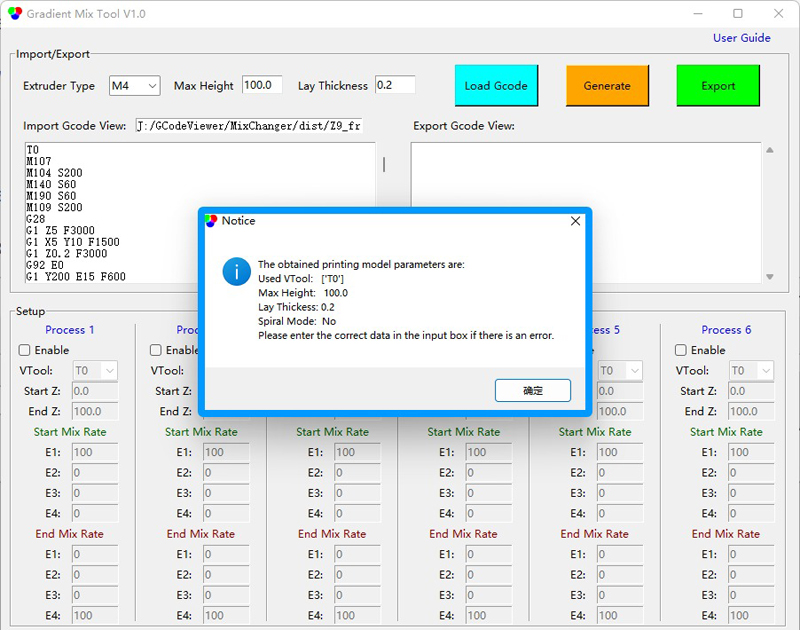 Gradient Mix Tool V1.0
User Guide
Import/Export
Extruder Type M4 Max Height 100.0 Lay Thickness 0.2 Load Gcode Generate Export
Import Gcode View: J:/GCodeViewer/MixChanger/dist/Z9_fr Export Gcode View:
T0
M107
M104 S200
M140 S60
M190 S60
M109 S200
G28
G1 Z5 F3000
G1 X5 Y10 F1500
G1 Z0.2 F3000
G92 E0
G1 Y200 E15 F600
Notice
The obtained printing model parameters are:
Used VTool: ['T0']
Max Height: 100.0
Lay Thickess: 0.2
Spiral Mode: No
Please enter the correct data in the input box if there is an error.
确定
Setup
Process 1 Proc ess 5 Process 6
Enable Enable e Enable
VTool: T0 VTool: T0 VTool: T0
Start Z: 0.0 Start Z: 0.0 Start Z: 0.0
End Z: 100.0 End Z: 100.0 End Z: 100.0
Start Mix Rate Start Mix Rate Start Mix Rate Start Mix Rate Start Mix Rate Start Mix Rate
E1: 100 E1: 100 E1: 100 E1: 100 E1: 100 E1: 100
E2: 0 E2: 0 E2: 0 E2: 0 E2: 0 E2: 0
E3: 0 E3: 0 E3: 0 E3: 0 E3: 0 E3: 0
E4: 0 E4: 0 E4: 0 E4: 0 E4: 0 E4: 0
End Mix Rate End Mix Rate End Mix Rate End Mix Rate End Mix Rate End Mix Rate
E1: 0 E1: 0 E1: 0 E1: 0 E1: 0 E1: 0
E2: 0 E2: 0 E2: 0 E2: 0 E2: 0 E2: 0
E3: 0 E3: 0 E3: 0 E3: 0 E3: 0 E3: 0
E4: 100 E4: 100 E4: 100 E4: 100 E4: 100 E4: 100